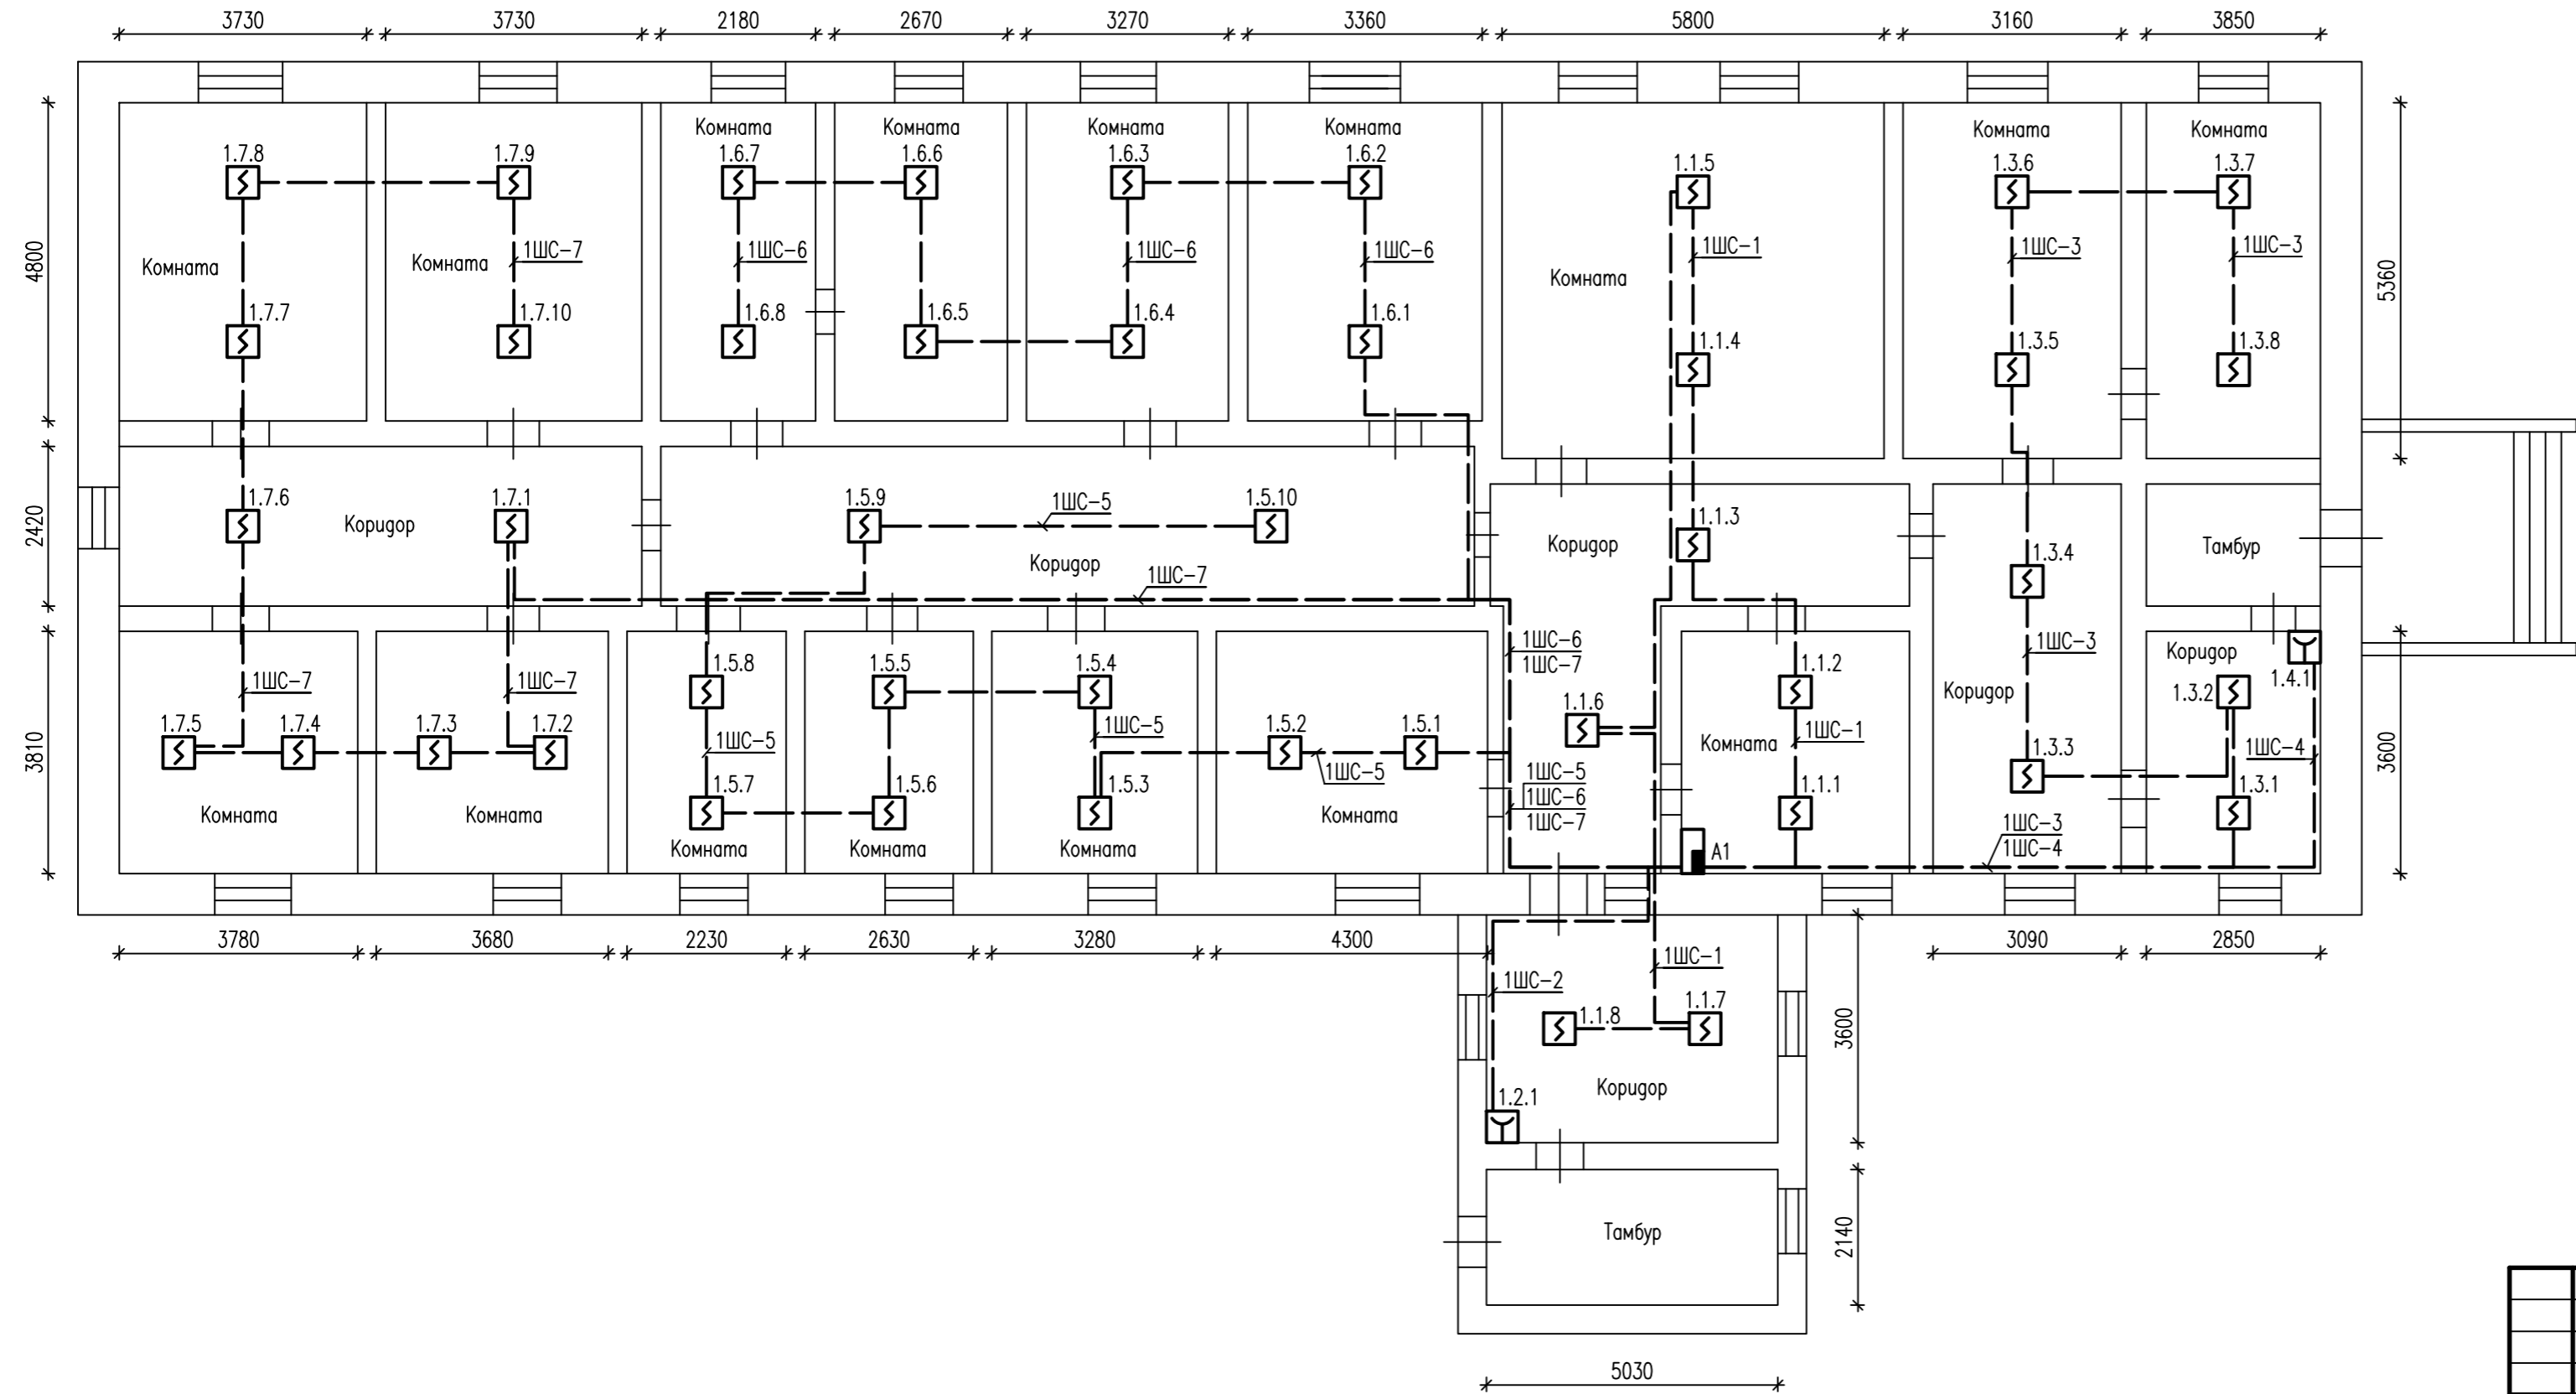 3730
3730
2180
2670
3270
3360
5800
3160
3850
Комната
Комната
Комната
Комната
Комната
Комната
1.7.8
1.7.9
1.6.7
1.6.6
1.6.3
1.6.2
1.1.5
1.3.6
1.3.7
4800
Комната
Комната
1ШС-7
1ШС-6
1ШС-6
1ШС-6
1ШС-1
Комната
1ШС-3
1ШС-3
5360
1.7.7
1.7.10
1.6.8
1.6.5
1.6.4
1.6.1
1.1.4
1.3.5
1.3.8
2420
1.7.6
Коридор
1.7.1
1.5.9
1ШС-5
1.5.10
Коридор
1ШС-7
Коридор
1.1.3
1.3.4
Тамбур
3810
1ШС-7
1ШС-7
1.7.5
1.7.4
1.7.3
1.7.2
Комната
Комната
1.5.8
1ШС-5
1.5.7
Комната
1.5.5
1.5.6
Комната
1.5.4
1ШС-5
1.5.3
Комната
1.5.2
1.5.1
1ШС-5
Комната
1ШС-6
1ШС-7
1.1.6
1ШС-5
1ШС-6
1ШС-7
1.1.2
1ШС-1
Комната
1.1.1
А1
1ШС-3
Коридор
1.3.3
1ШС-3
1ШС-4
Коридор
1.3.2
1.4.1
1ШС-4
1.3.1
3600
3780
3680
2230
2630
3280
4300
3090
2850
1ШС-2
1ШС-1
1.1.8
1.1.7
3600
Коридор
1.2.1
Тамбур
2140
5030